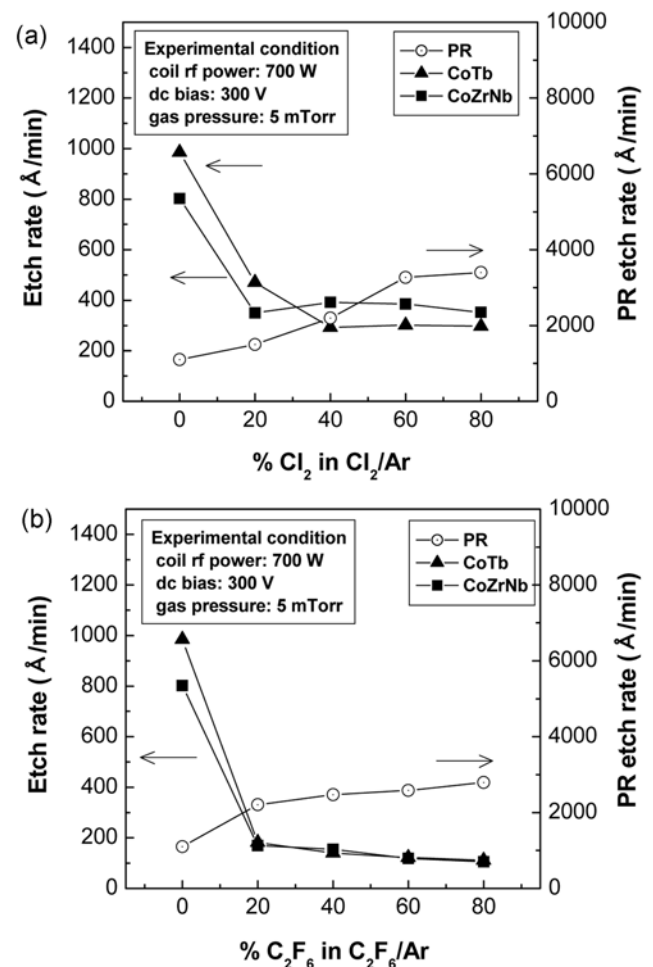 (a)
Experimental condition
coil rf power: 700 W
dc bias: 300 V
gas pressure: 5 mTorr
PR
CoTb
CoZrNb
Etch rate ( Å/min)
1400
1200
1000
800
600
400
200
0
PR etch rate ( Å/min)
10000
8000
6000
4000
2000
0
0 20 40 60 80
% Cl₂ in Cl₂/Ar
(b)
Experimental condition
coil rf power: 700 W
dc bias: 300 V
gas pressure: 5 mTorr
PR
CoTb
CoZrNb
Etch rate ( Å/min)
1400
1200
1000
800
600
400
200
0
PR etch rate ( Å/min)
10000
8000
6000
4000
2000
0
0 20 40 60 80
% C₂F₆ in C₂F₆/Ar